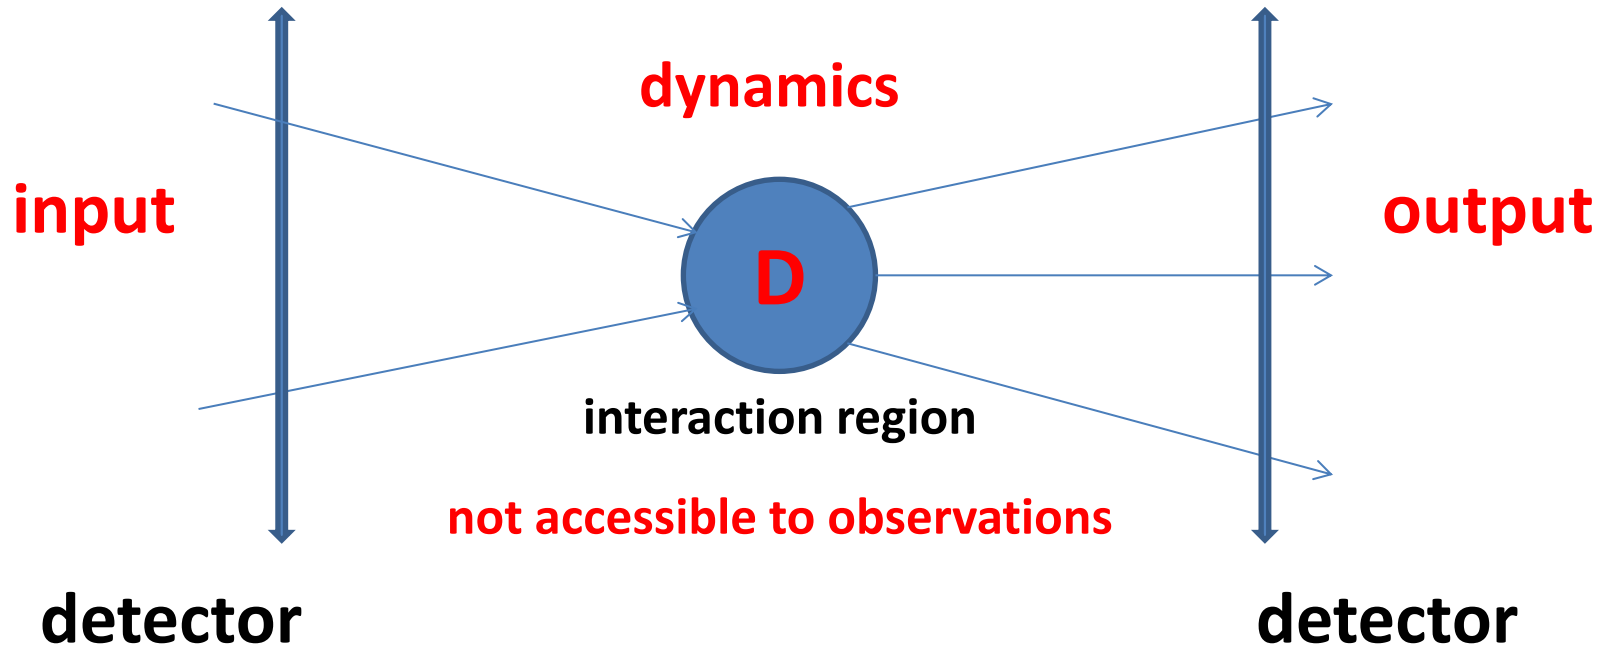 dynamics
input
output
D
interaction region
not accessible to observations
detector
detector